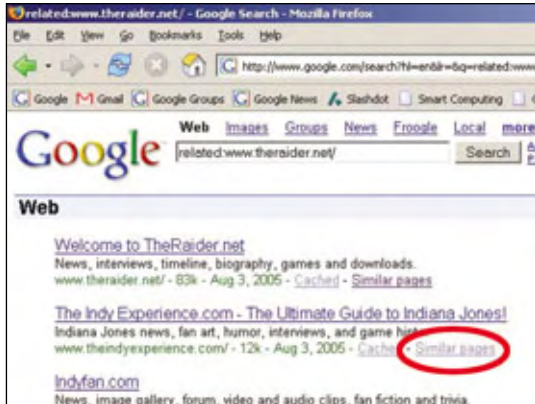 related:www.theraider.net/ - Google Search - Mozilla Firefox
File Edit View Go Bookmarks Tools Help
http://www.google.com/search?hl=en&lr=&q=related:www
Google Gmail Google Groups Google News Slashdot Smart Computing
Web Images Groups News Froogle Local more
Google related:www.theraider.net/ Search
Web
Welcome to TheRaider.net
News, interviews, timeline, biography, games and downloads.
www.theraider.net/ - 83k - Aug 3, 2005 - Cached - Similar pages
The Indy Experience.com - The Ultimate Guide to Indiana Jones!
Indiana Jones news, fan art, humor, interviews, and game
www.theindyexperience.com/ - 12k - Aug 3, 2005 - Cached - Similar pages
Indyfan.com
News, image gallery, forum, video and audio clips, fan fiction and trivia.